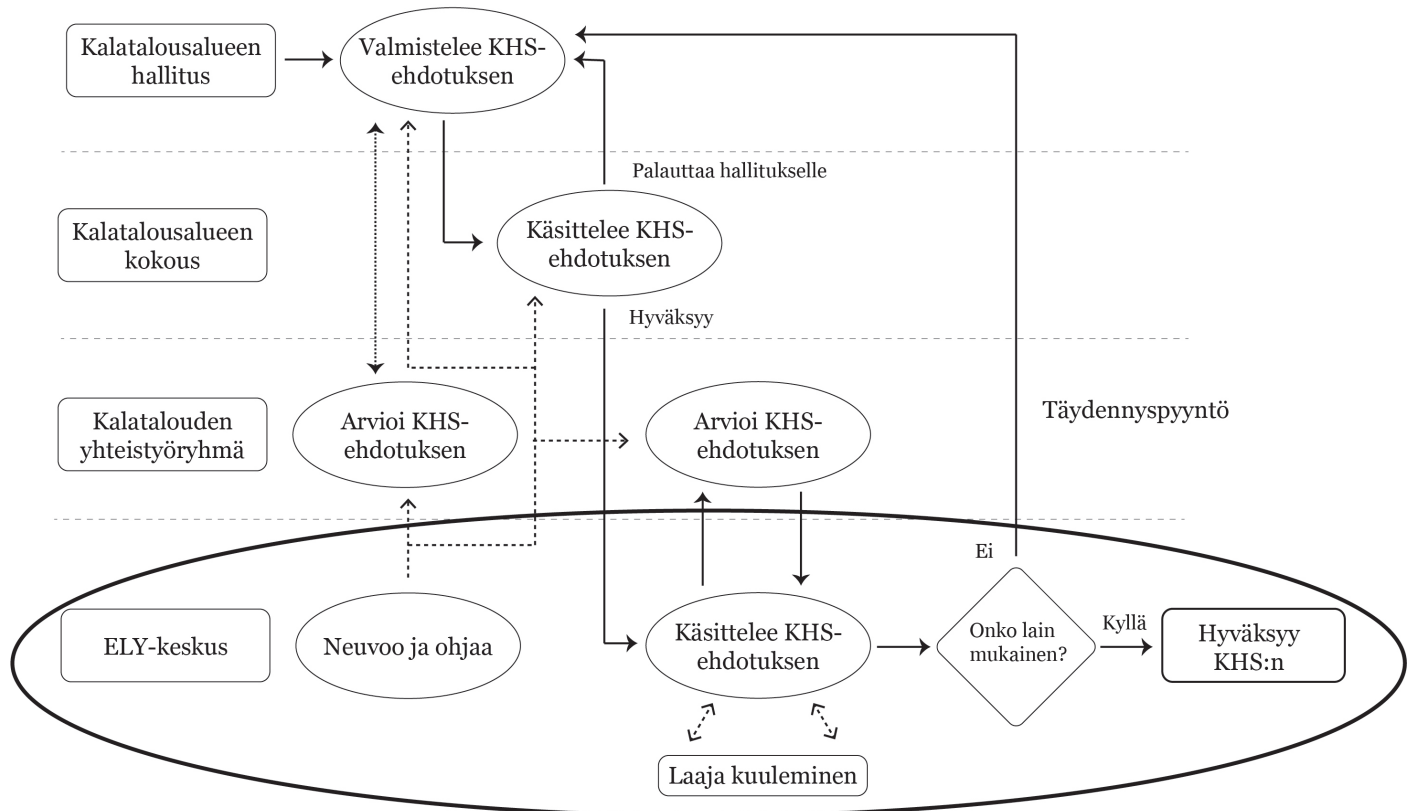 Kalatalousalueen
hallitus
Valmistelee KHS-
ehdotuksen
Palauttaa hallitukselle
Kalatalousalueen
kokous
Käsittelee KHS-
ehdotuksen
Hyväksyy
Kalatalouden
yhteistyöryhmä
Arvioi KHS-
ehdotuksen
Arvioi KHS-
ehdotuksen
Täydennyspyyntö
Ei
ELY-keskus
Neuvoo ja ohjaa
Käsittelee KHS-
ehdotuksen
Onko lain
mukainen?
Kyllä
Hyväksyy
KHS:n
Laaja kuuleminen